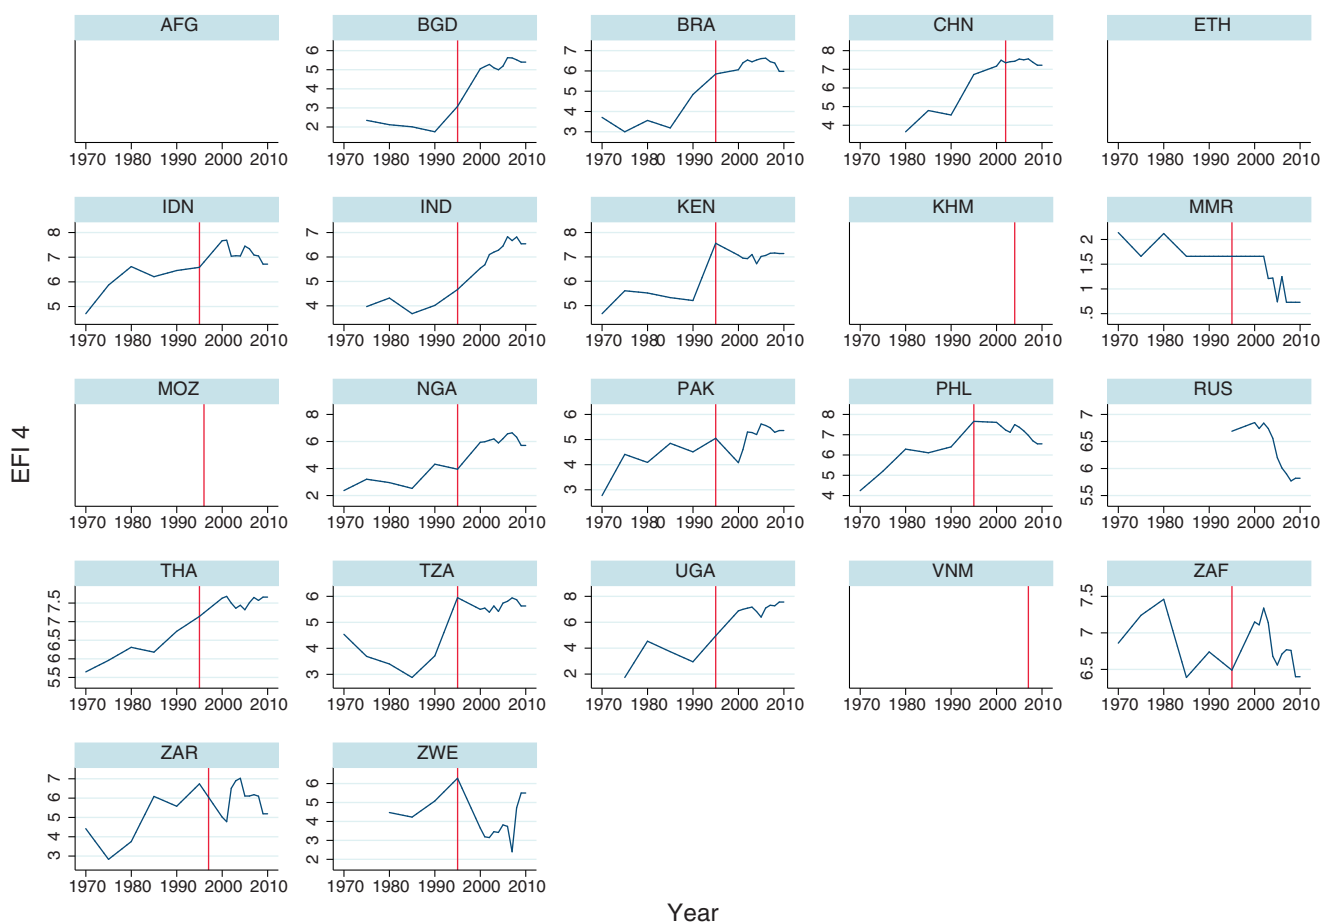 AFG BGD BRA CHN ETH
2 3 4 5 6
3 4 5 6 7
4 5 6 7 8
1970 1980 1990 2000 2010 1970 1980 1990 2000 2010 1970 1980 1990 2000 2010 1970 1980 1990 2000 2010 1970 1980 1990 2000 2010
IDN IND KEN KHM MMR
5 6 7 8
4 5 6 7
5 6 7 8
.5 1 1.5 2
1970 1980 1990 2000 2010 1970 1980 1990 2000 2010 1970 1980 1990 2000 2010 1970 1980 1990 2000 2010 1970 1980 1990 2000 2010
MOZ NGA PAK PHL RUS
2 4 6 8
3 4 5 6
4 5 6 7 8
5.5 6 6.5 7
1970 1980 1990 2000 2010 1970 1980 1990 2000 2010 1970 1980 1990 2000 2010 1970 1980 1990 2000 2010 1970 1980 1990 2000 2010
EFI 4
THA TZA UGA VNM ZAF
5.5 6 6.5 7 7.5
3 4 5 6
2 4 6 8
6.5 7 7.5
1970 1980 1990 2000 2010 1970 1980 1990 2000 2010 1970 1980 1990 2000 2010 1970 1980 1990 2000 2010 1970 1980 1990 2000 2010
ZAR ZWE
3 4 5 6 7
2 3 4 5 6
1970 1980 1990 2000 2010 1970 1980 1990 2000 2010
Year